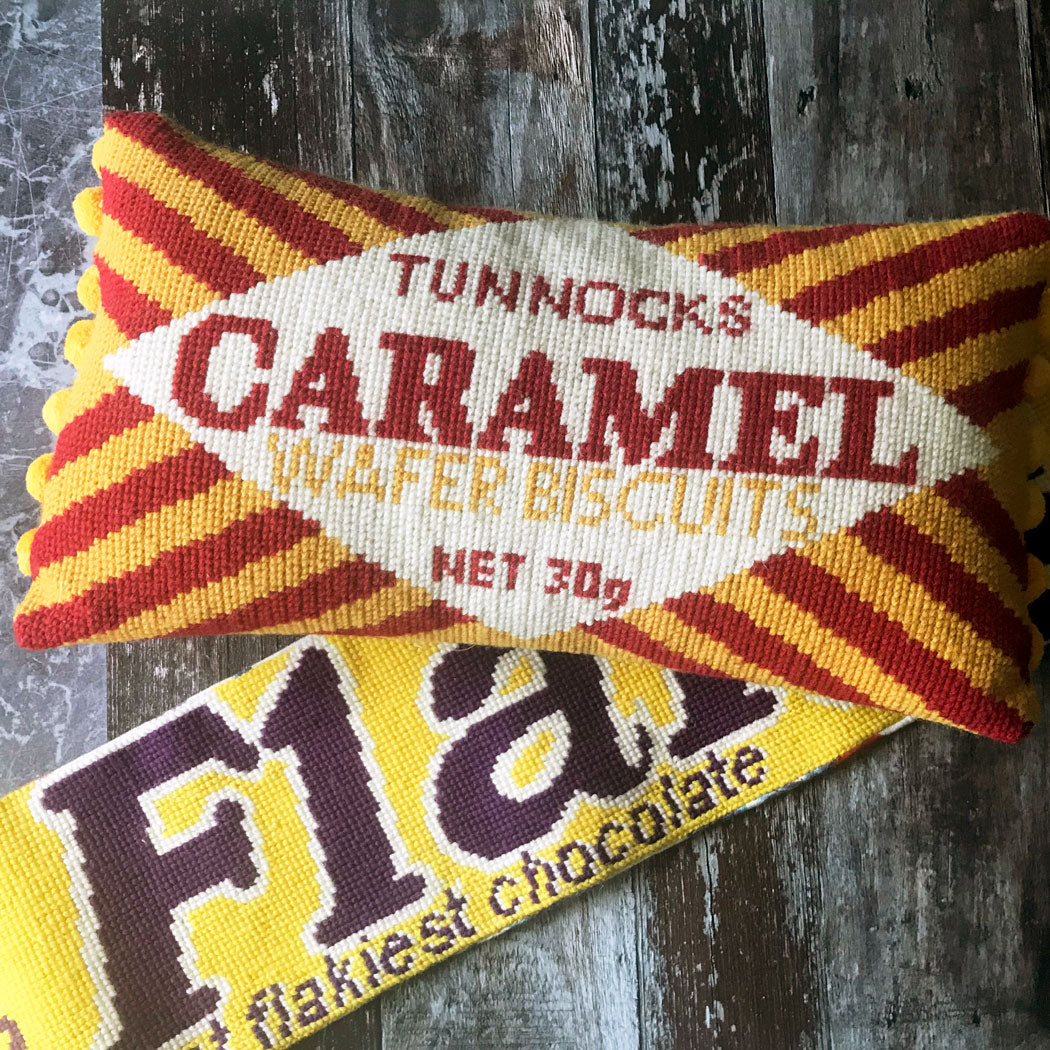 TUNNOCKS
CARAMEL
WAFER BISCUITS
NET 30g
Fla
flakiest chocolate